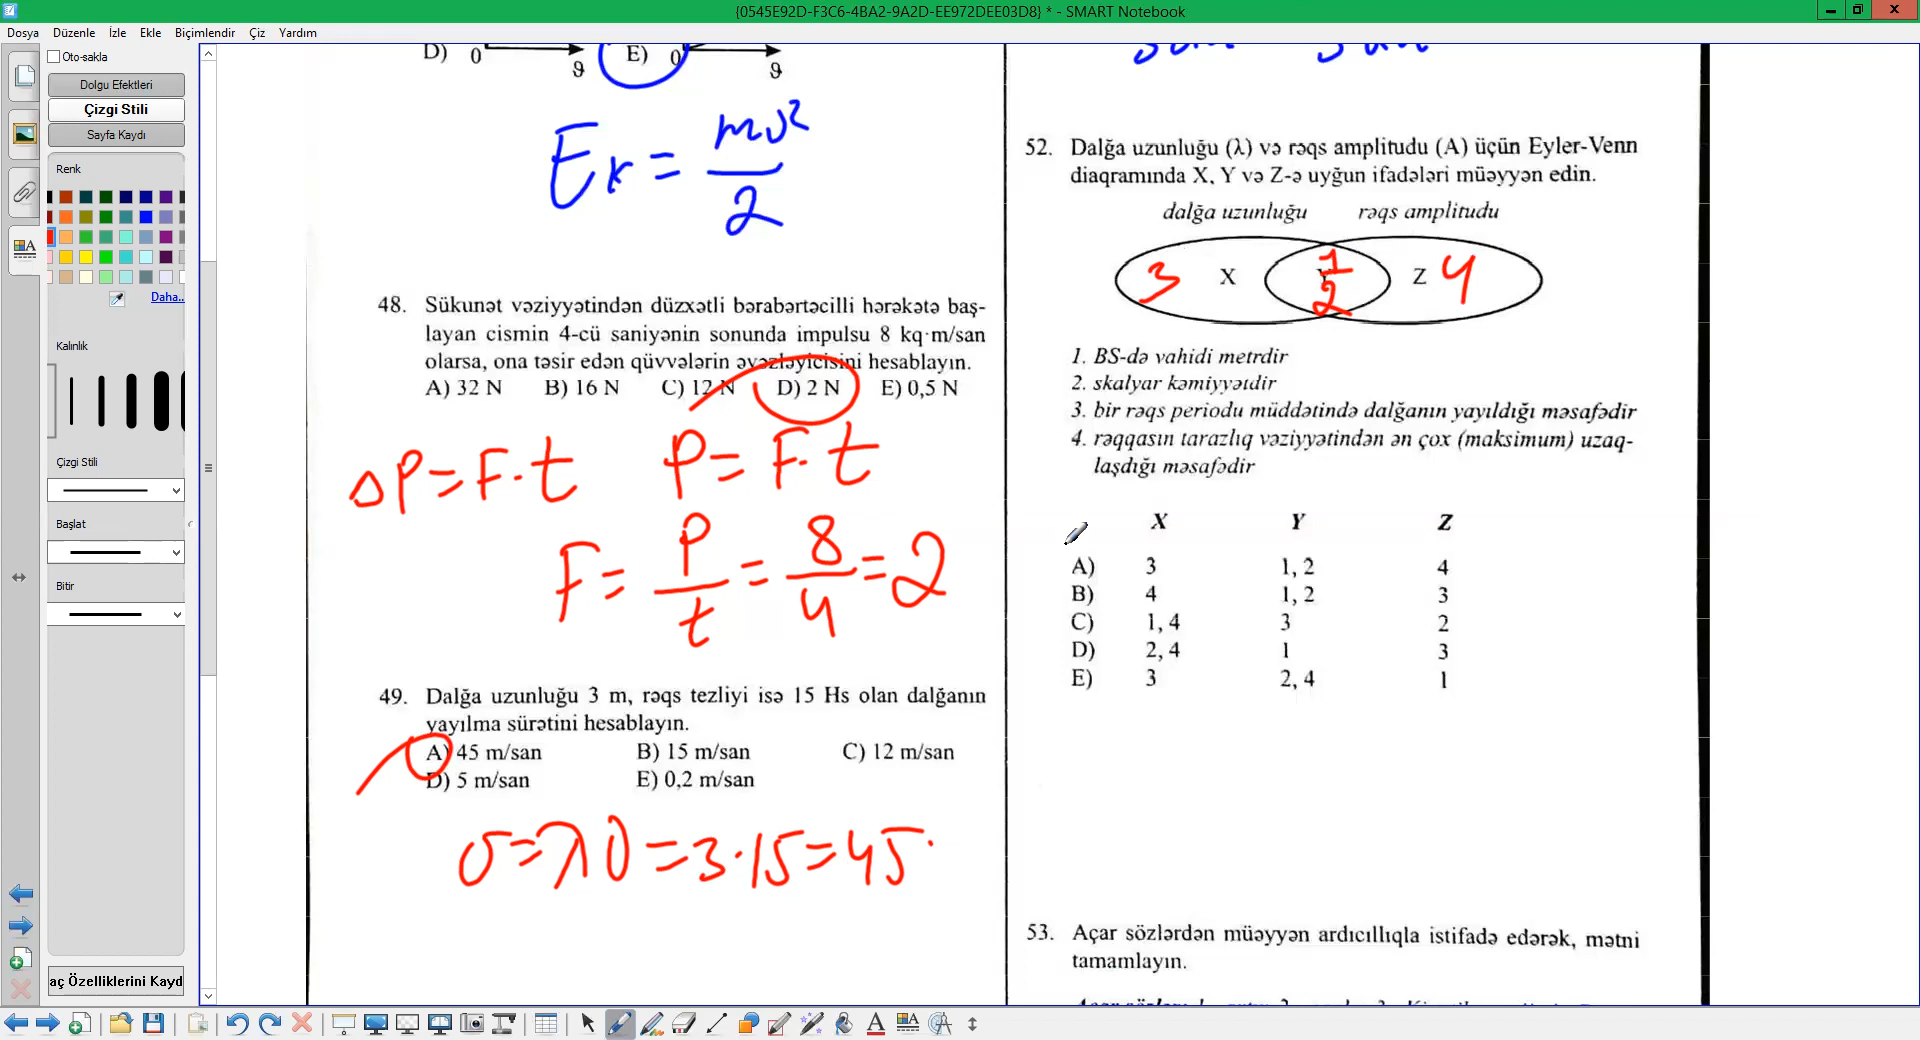 {0545E92D-F3C6-4BA2-9A2D-EE972DEE03D8} * - SMART Notebook
Dosya Düzenle İzle Ekle Biçimlendir Çiz Yardım
Oto-sakla
Dolgu Efektleri
Çizgi Stili
Sayfa Kaydı
Renk
Daha..
Kalınlık
Çizgi Stili
Başlat
Bitir
aç Özelliklerini Kayd
D) 0 ϑ E) 0 ϑ
Eκ = mυ²/2
48. Sükunət vəziyyətindən düzxətli bərabərtəcilli hərəkətə baş-
layan cismin 4-cü saniyənin sonunda impulsu 8 kq·m/san
olarsa, ona təsir edən qüvvələrin əvəzləyicisini hesablayın.
A) 32 N B) 16 N C) 12 N D) 2 N E) 0,5 N
ΔP=F·t P=F·t
F=P/t=8/4=2
49. Dalğa uzunluğu 3 m, rəqs tezliyi isə 15 Hs olan dalğanın
yayılma sürətini hesablayın.
A) 45 m/san B) 15 m/san C) 12 m/san
D) 5 m/san E) 0,2 m/san
υ=λυ=3·15=45
52. Dalğa uzunluğu (λ) və rəqs amplitudu (A) üçün Eyler-Venn
diaqramında X, Y və Z-ə uyğun ifadələri müəyyən edin.
dalğa uzunluğu rəqs amplitudu
3 X Y 1 2 Z 4
1. BS-də vahidi metrdir
2. skalyar kəmiyyətdir
3. bir rəqs periodu müddətində dalğanın yayıldığı məsafədir
4. rəqqasın tarazlıq vəziyyətindən ən çox (maksimum) uzaq-
laşdığı məsafədir
X Y Z
A) 3 1, 2 4
B) 4 1, 2 3
C) 1, 4 3 2
D) 2, 4 1 3
E) 3 2, 4 1
53. Açar sözlərdən müəyyən ardıcıllıqla istifadə edərək, mətni
tamamlayın.